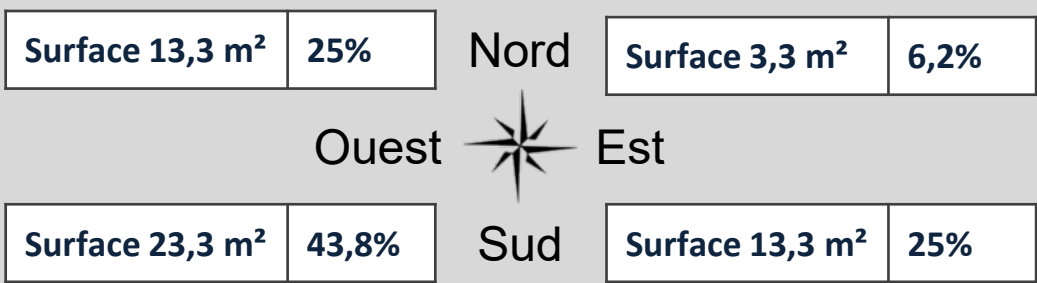 Surface 13,3 m² 25% Nord Surface 3,3 m² 6,2%
Ouest Est
Surface 23,3 m² 43,8% Sud Surface 13,3 m² 25%